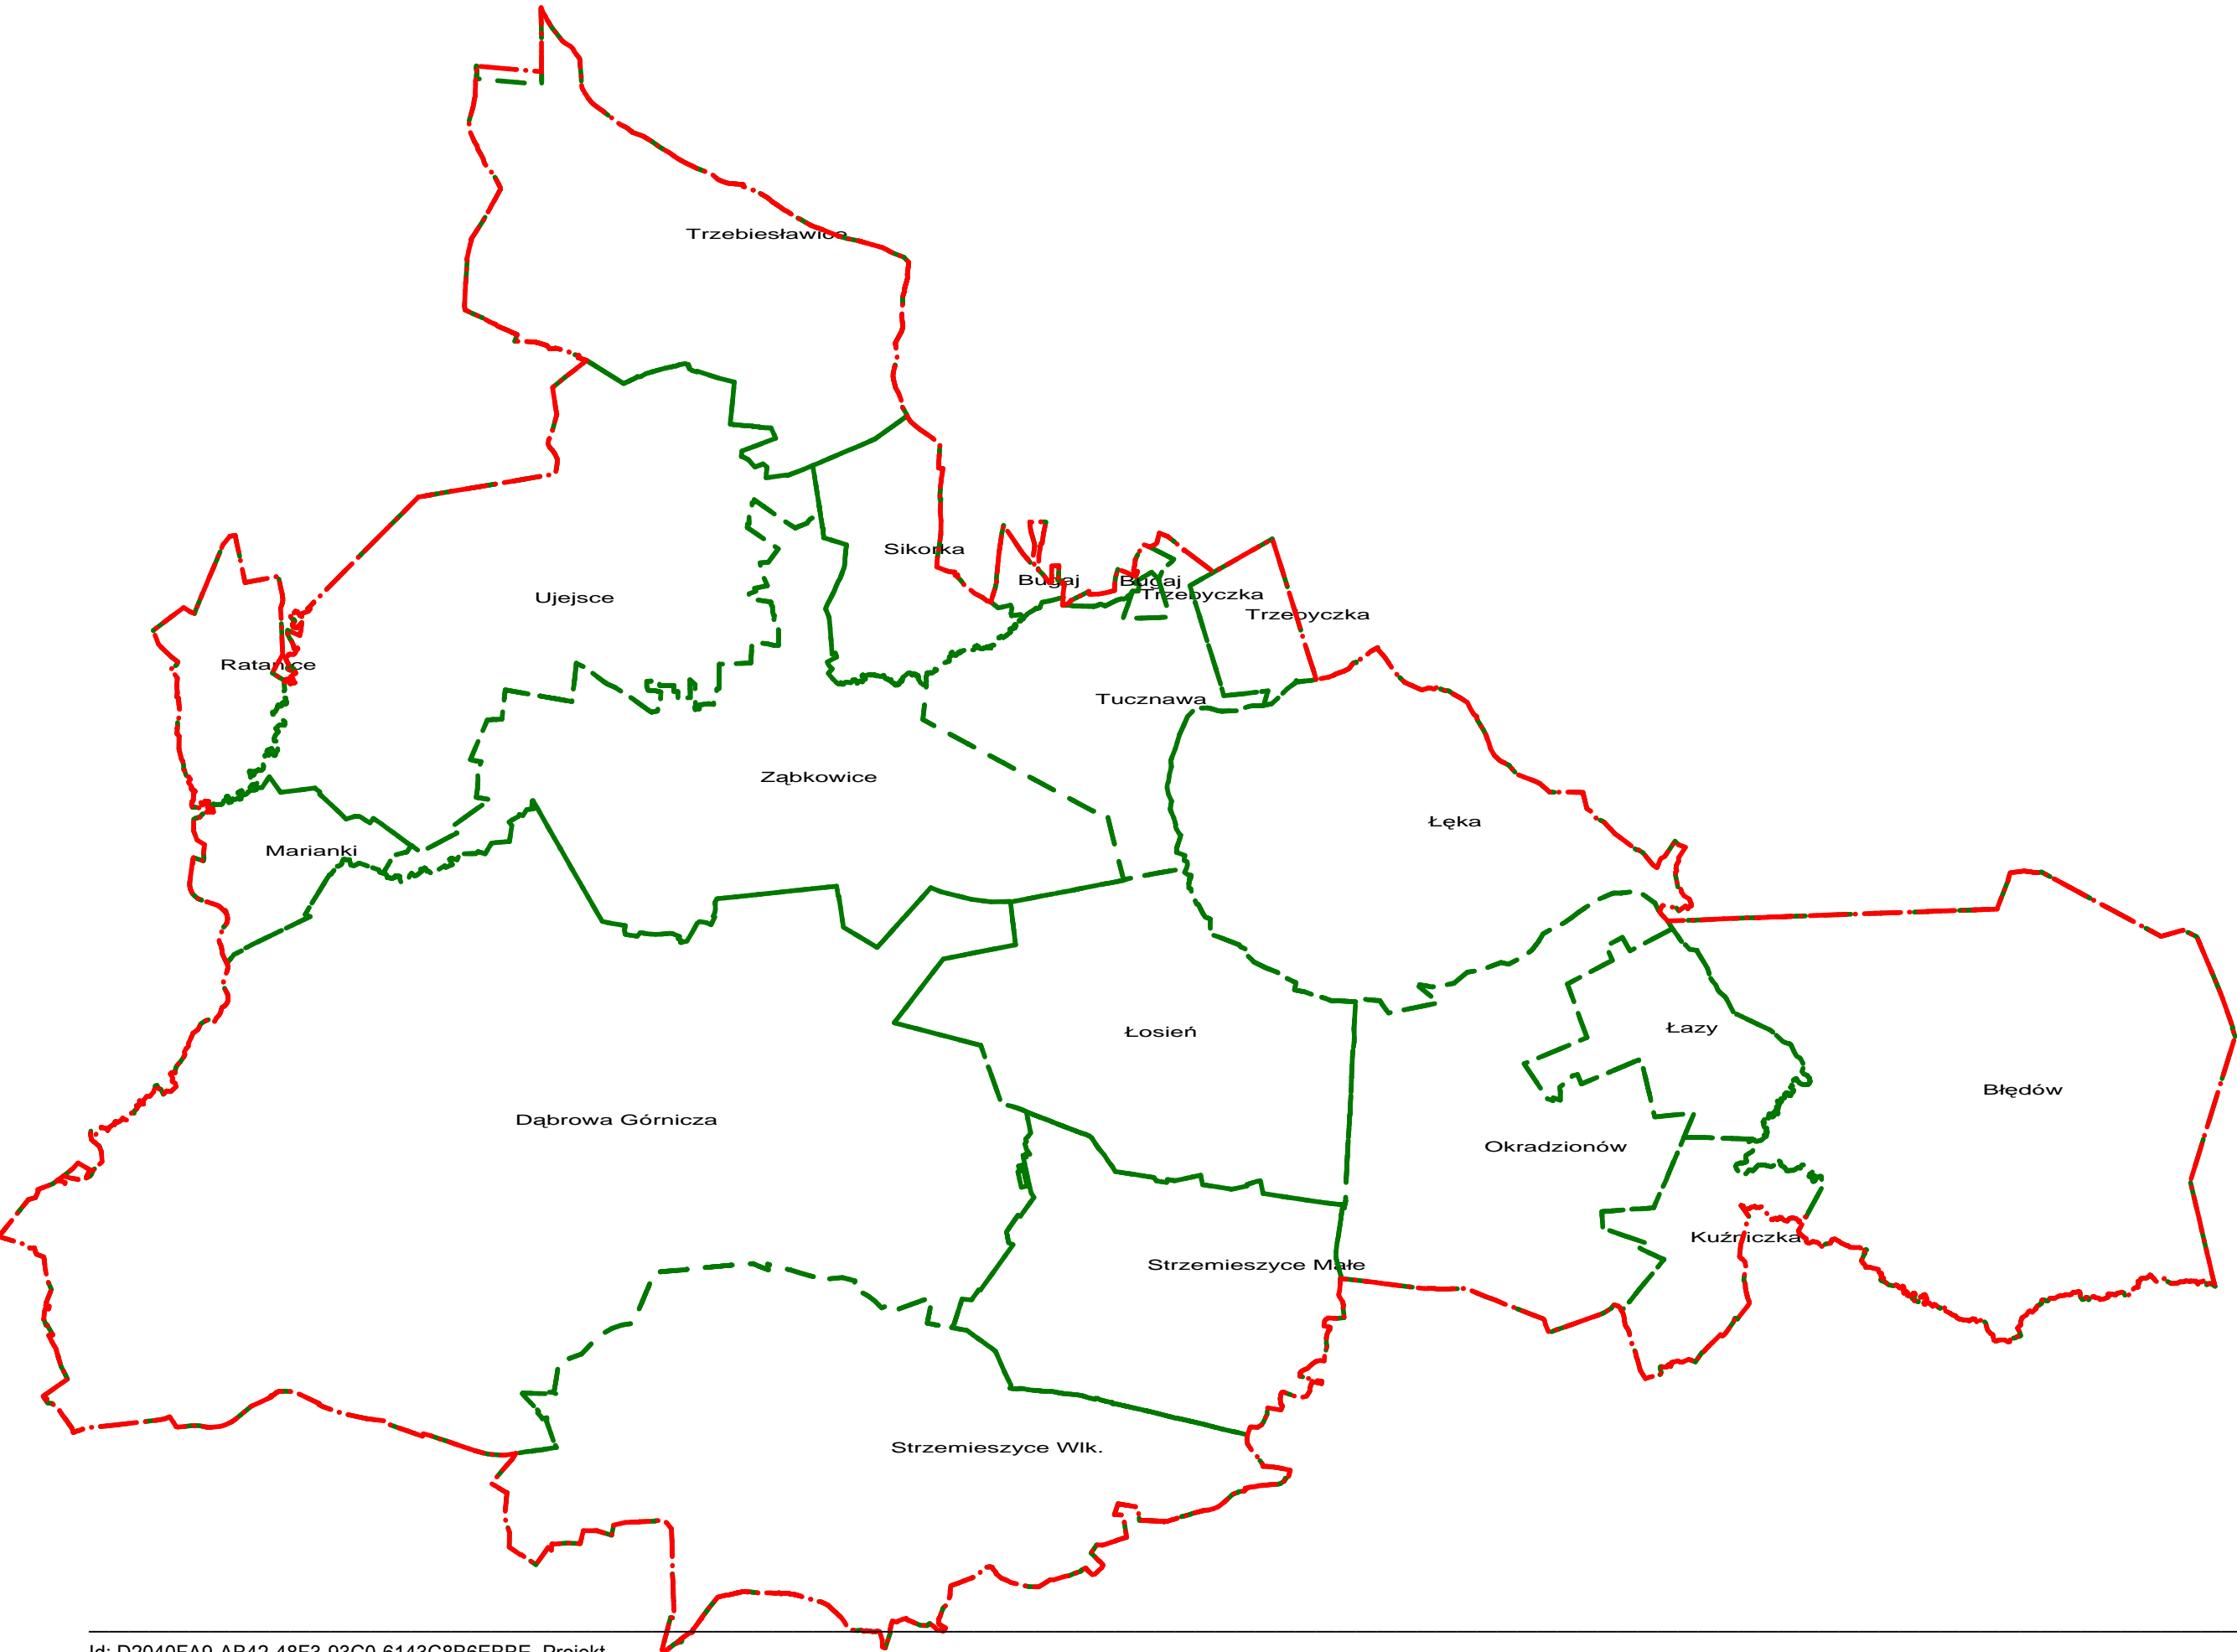 Trzebiesławice
Sikorka
Bugaj
Bugaj
Trzebyczka
Ujejsce
Trzebyczka
Ratanice
Tucznawa
Ząbkowice
Łęka
Marianki
Łazy
Łosień
Błędów
Dąbrowa Górnicza
Okradzionów
Kuźniczka
Strzemieszyce Małe
Strzemieszyce Wlk.